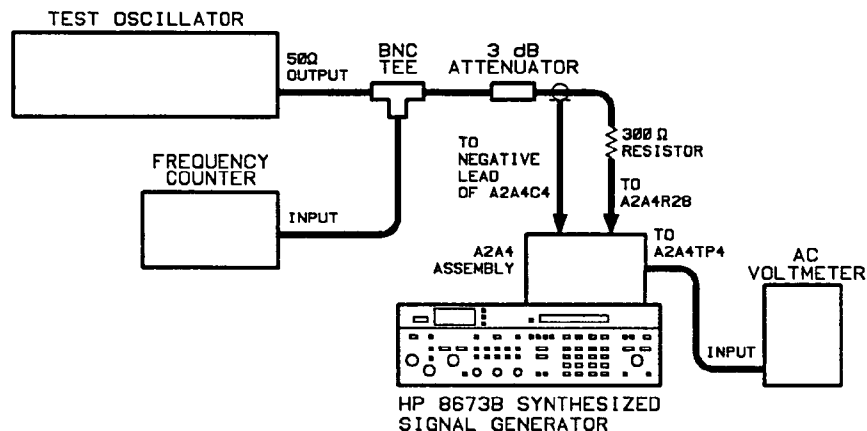 TEST OSCILLATOR
50Ω
OUTPUT
BNC
TEE
3 dB
ATTENUATOR
FREQUENCY
COUNTER
INPUT
TO
NEGATIVE
LEAD
OF A2A4C4
300 Ω
RESISTOR
TO
A2A4R28
A2A4
ASSEMBLY
TO
A2A4TP4
AC
VOLTMETER
INPUT
HP 8673B SYNTHESIZED
SIGNAL GENERATOR